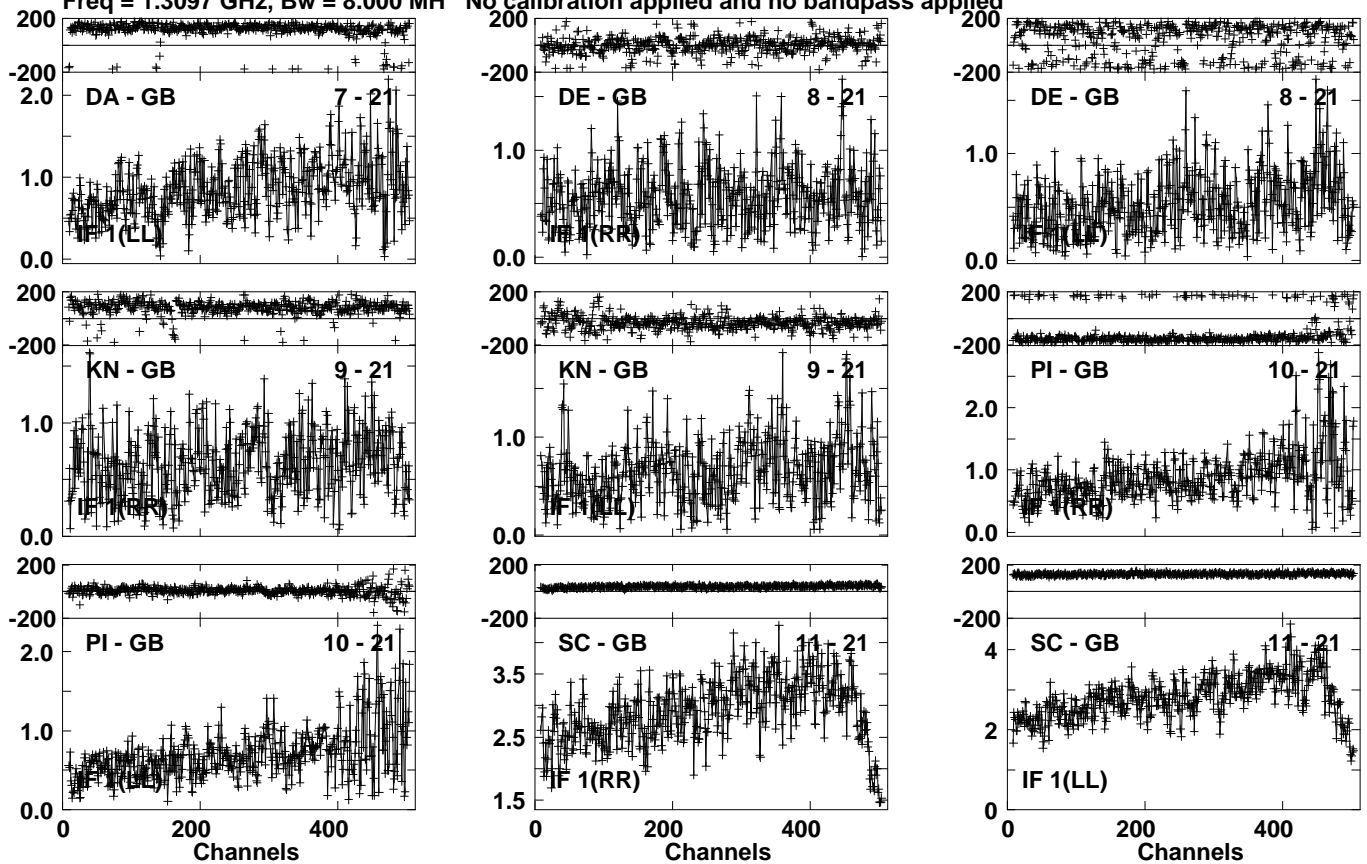 Freq = 1.3097 GHz, Bw = 8.000 MH No calibration applied and no bandpass applied
200 200 200
-200 -200 -200
DA - GB 7 - 21 DE - GB 8 - 21 DE - GB 8 - 21
2.0
1.0 1.0 1.0
IF 1(LL) IF 1(RR) IF 1(LL)
0.0 0.0 0.0
200 200 200
-200 -200 -200
KN - GB 9 - 21 KN - GB 9 - 21 PI - GB 10 - 21
2.0
1.0 1.0 1.0
IF 1(RR) IF 1(LL) IF 1(RR)
0.0 0.0 0.0
200 200 200
-200 -200 -200
PI - GB 10 - 21 SC - GB 11 - 21 SC - GB 11 - 21
2.0 3.5 4
1.0 2.5 2
IF 1(LL) IF 1(RR) IF 1(LL)
0.0 1.5 0
0 200 400 0 200 400 0 200 400
Channels Channels Channels